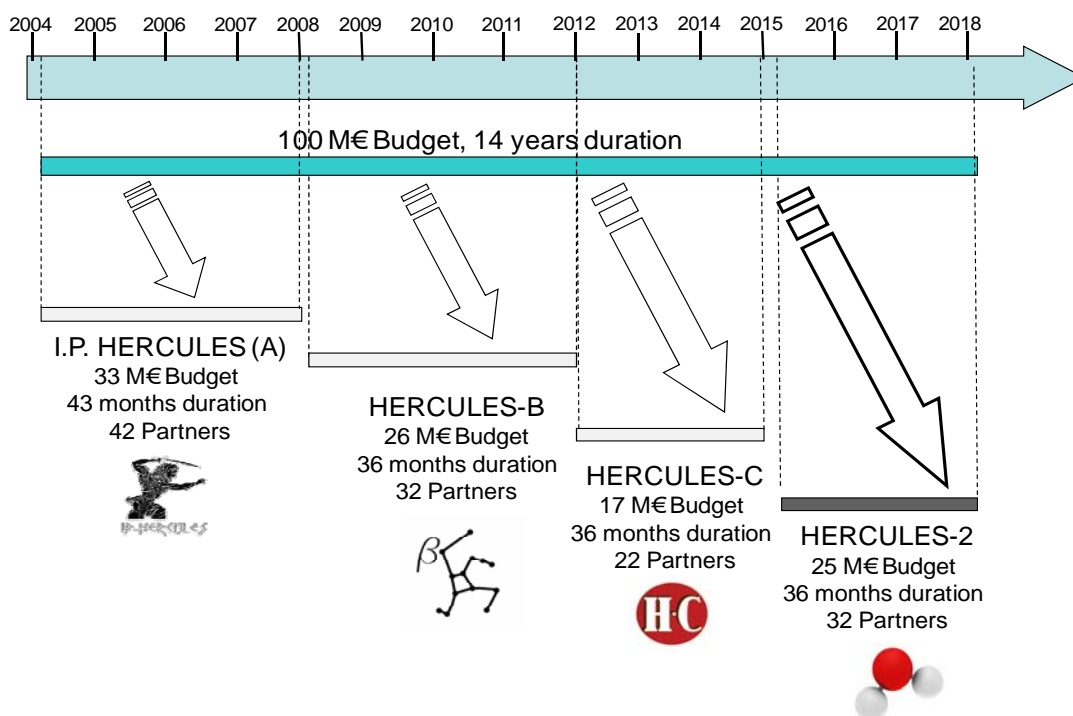 2004 2005 2006 2007 2008 2009 2010 2011 2012 2013 2014 2015 2016 2017 2018
100 M€ Budget, 14 years duration
I.P. HERCULES (A)
33 M€ Budget
43 months duration
42 Partners
IP-HERCULES
HERCULES-B
26 M€ Budget
36 months duration
32 Partners
β
HERCULES-C
17 M€ Budget
36 months duration
22 Partners
H-C
HERCULES-2
25 M€ Budget
36 months duration
32 Partners